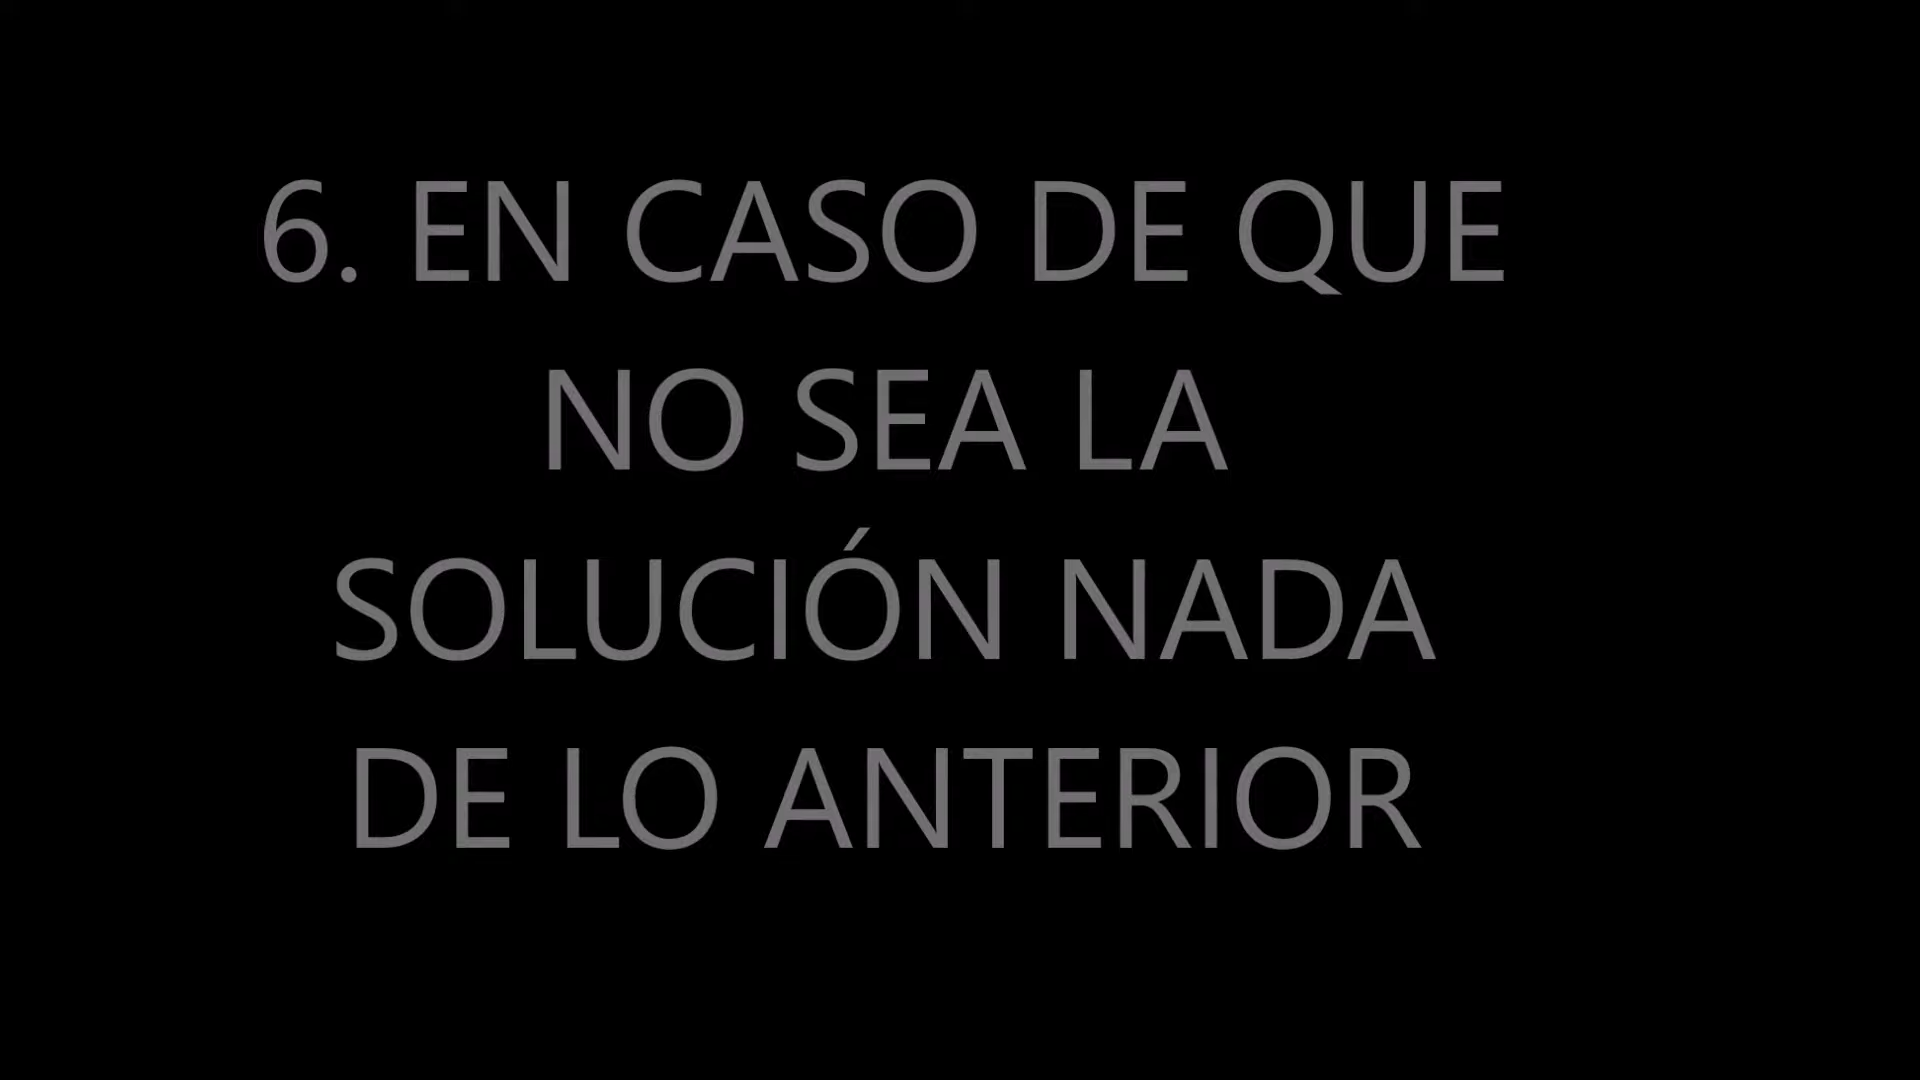 6. EN CASO DE QUE
NO SEA LA
SOLUCIÓN NADA
DE LO ANTERIOR